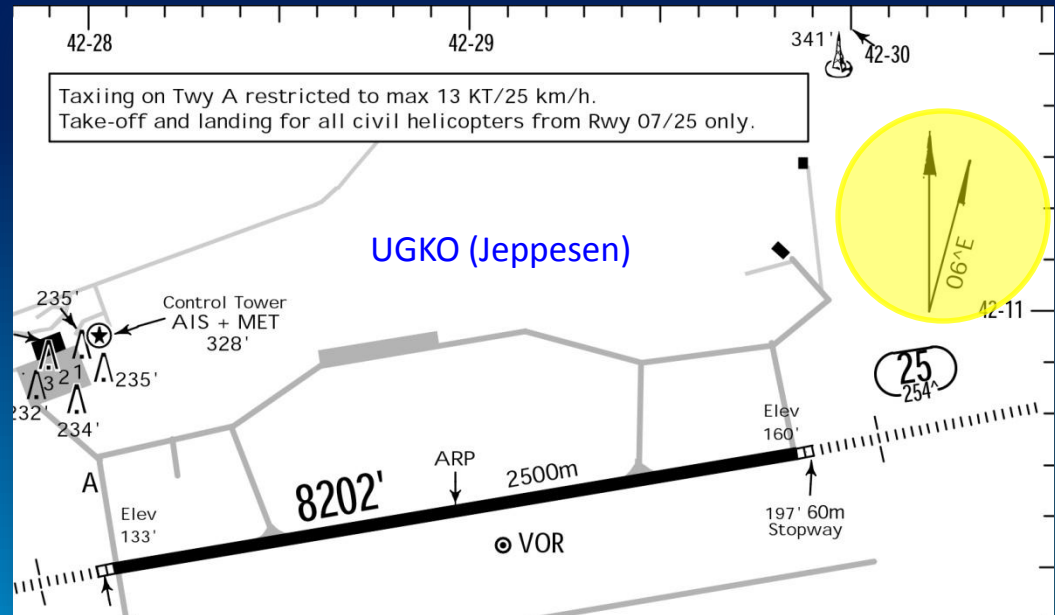 42-28
42-29
341'
42-30
Taxiing on Twy A restricted to max 13 KT/25 km/h.
Take-off and landing for all civil helicopters from Rwy 07/25 only.
UGKO (Jeppesen)
06^E
42-11
235'
Control Tower
AIS + MET
328'
3 2 1
235'
232'
234'
25
254^
Elev
160'
A
ARP
2500m
8202'
Elev
133'
197' 60m
Stopway
VOR